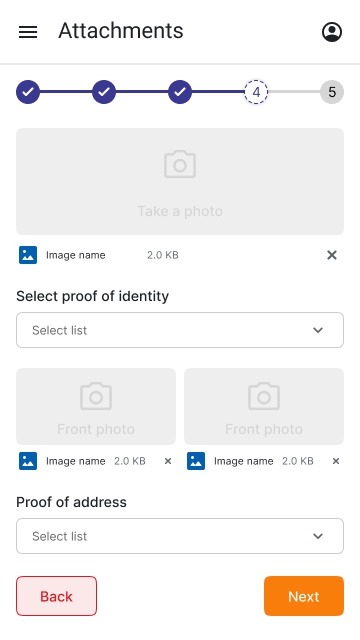 Attachments
4 5
Take a photo
Image name 2.0 KB
Select proof of identity
Select list
Front photo Front photo
Image name 2.0 KB Image name 2.0 KB
Proof of address
Select list
Back Next